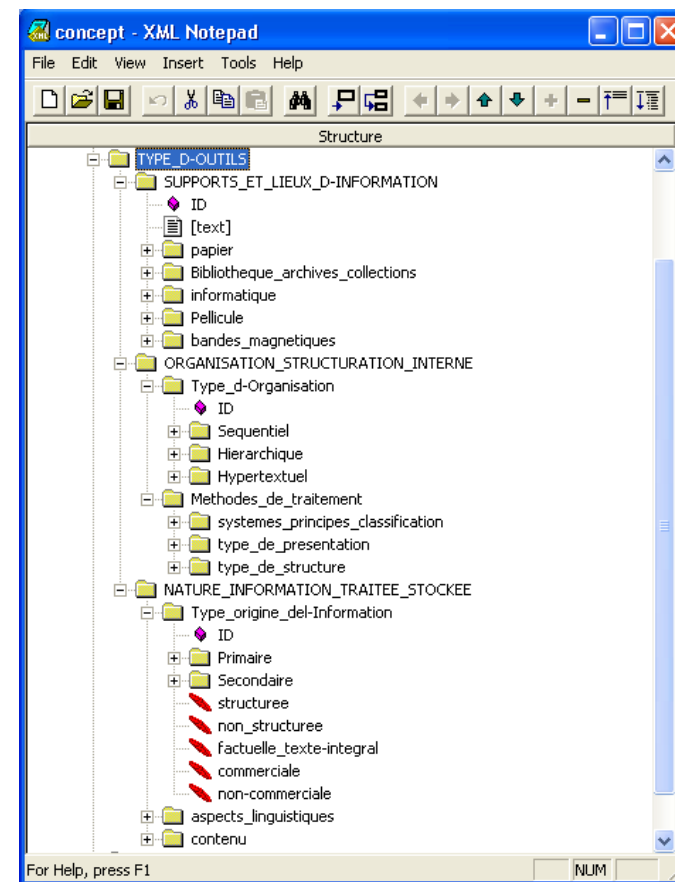 concept - XML Notepad
File Edit View Insert Tools Help
Structure
TYPE_D-OUTILS
SUPPORTS_ET_LIEUX_D-INFORMATION
ID
[text]
papier
Bibliotheque_archives_collections
informatique
Pellicule
bandes_magnetiques
ORGANISATION_STRUCTURATION_INTERNE
Type_d-Organisation
ID
Sequentiel
Hierarchique
Hypertextuel
Methodes_de_traitement
systemes_principes_classification
type_de_presentation
type_de_structure
NATURE_INFORMATION_TRAITEE_STOCKEE
Type_origine_del-Information
ID
Primaire
Secondaire
structuree
non_structuree
factuelle_texte-integral
commerciale
non-commerciale
aspects_linguistiques
contenu
For Help, press F1 NUM